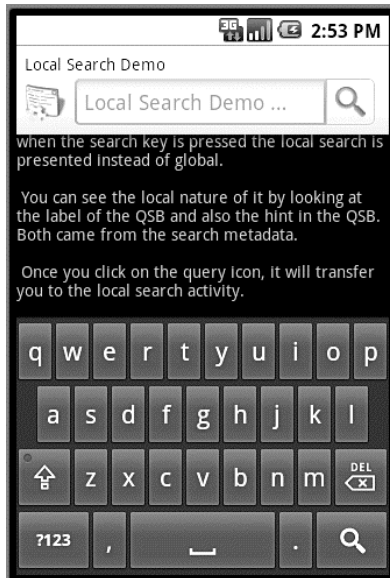 3G 2:53 PM
Local Search Demo
Local Search Demo ...
when the search key is pressed the local search is
presented instead of global.
You can see the local nature of it by looking at
the label of the QSB and also the hint in the QSB.
Both came from the search metadata.
Once you click on the query icon, it will transfer
you to the local search activity.
q w e r t y u i o p
a s d f g h j k l
z x c v b n m DEL
?123 , .